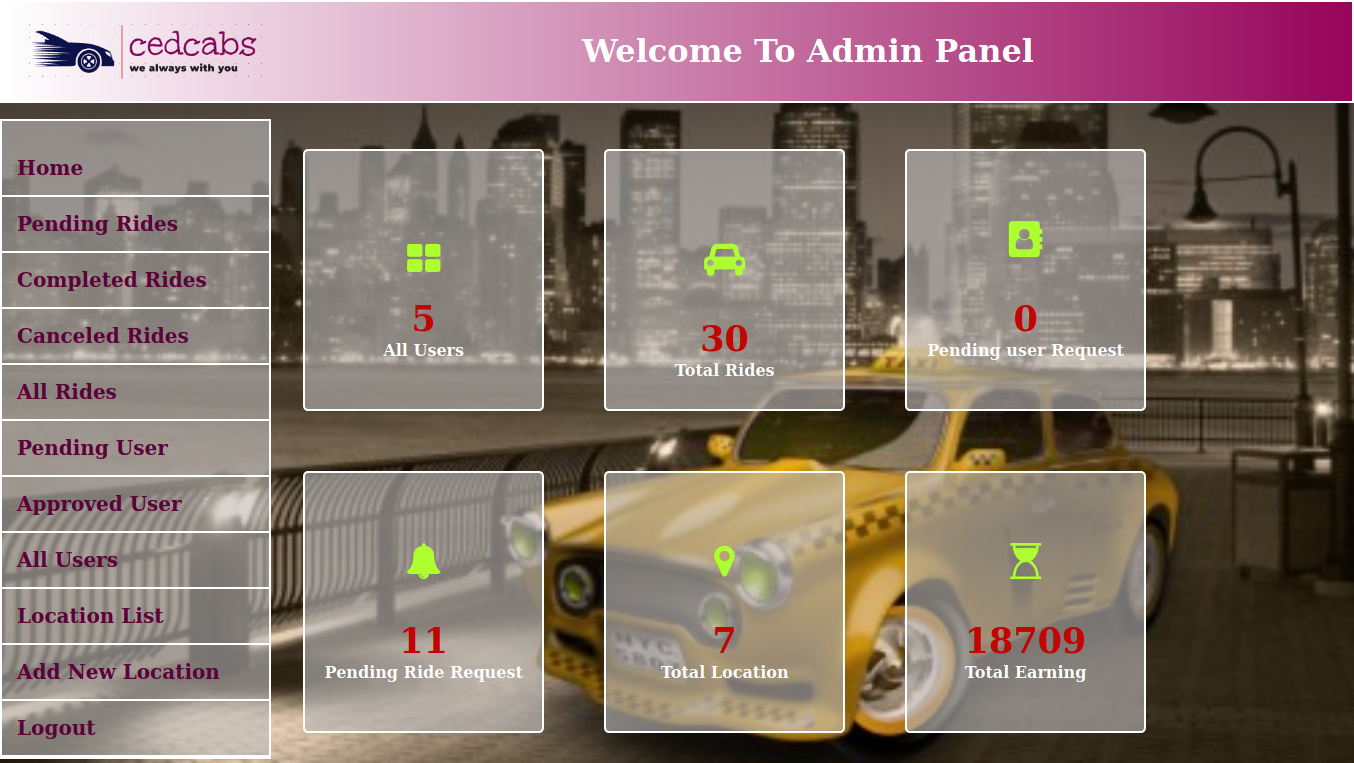 cedcabs
we always with you
Welcome To Admin Panel
Home
Pending Rides
Completed Rides
Canceled Rides
All Rides
Pending User
Approved User
All Users
Location List
Add New Location
Logout
5
All Users
30
Total Rides
0
Pending user Request
TAXI
11
Pending Ride Request
7
Total Location
18709
Total Earning
NYC